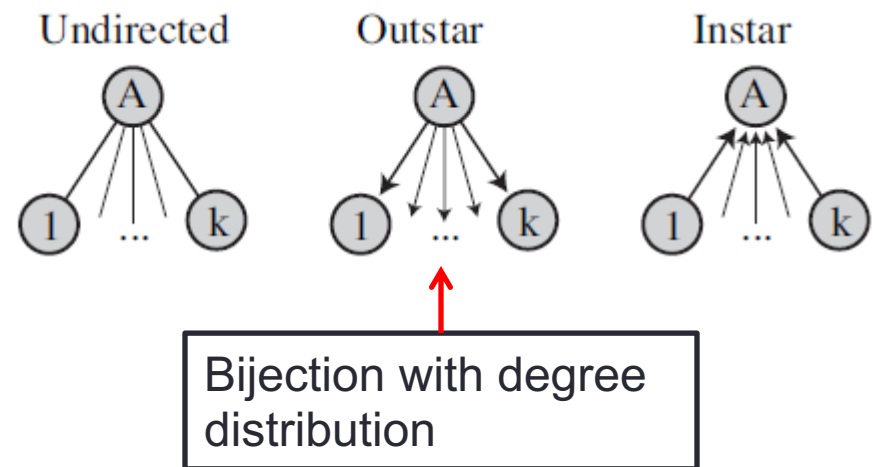 Undirected Outstar Instar
A A A
1 ... k 1 ... k 1 ... k
Bijection with degree
distribution